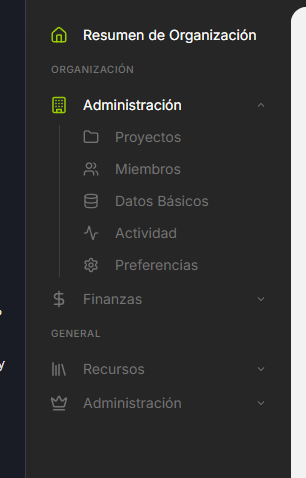 Resumen de Organización
ORGANIZACIÓN
Administración
Proyectos
Miembros
Datos Básicos
Actividad
Preferencias
Finanzas
GENERAL
Recursos
Administración